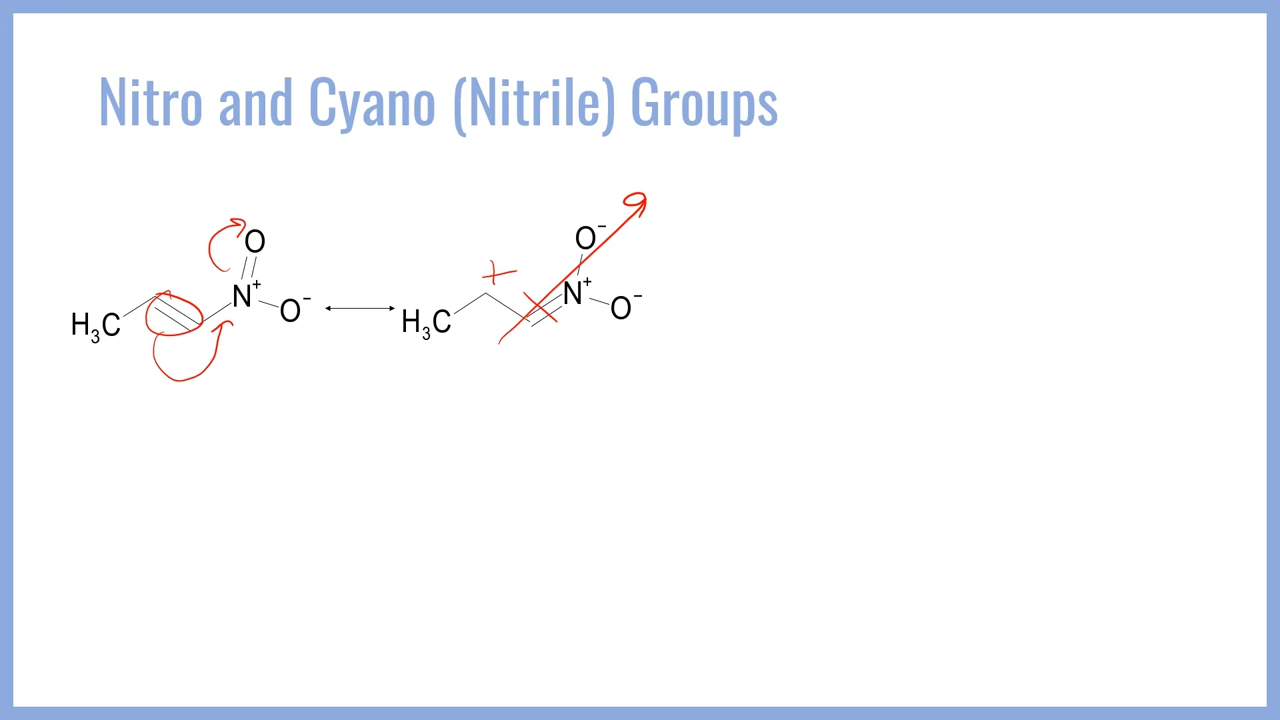 Nitro and Cyano (Nitrile) Groups
H₃C N⁺ O O⁻
H₃C + N⁺ O⁻ O⁻